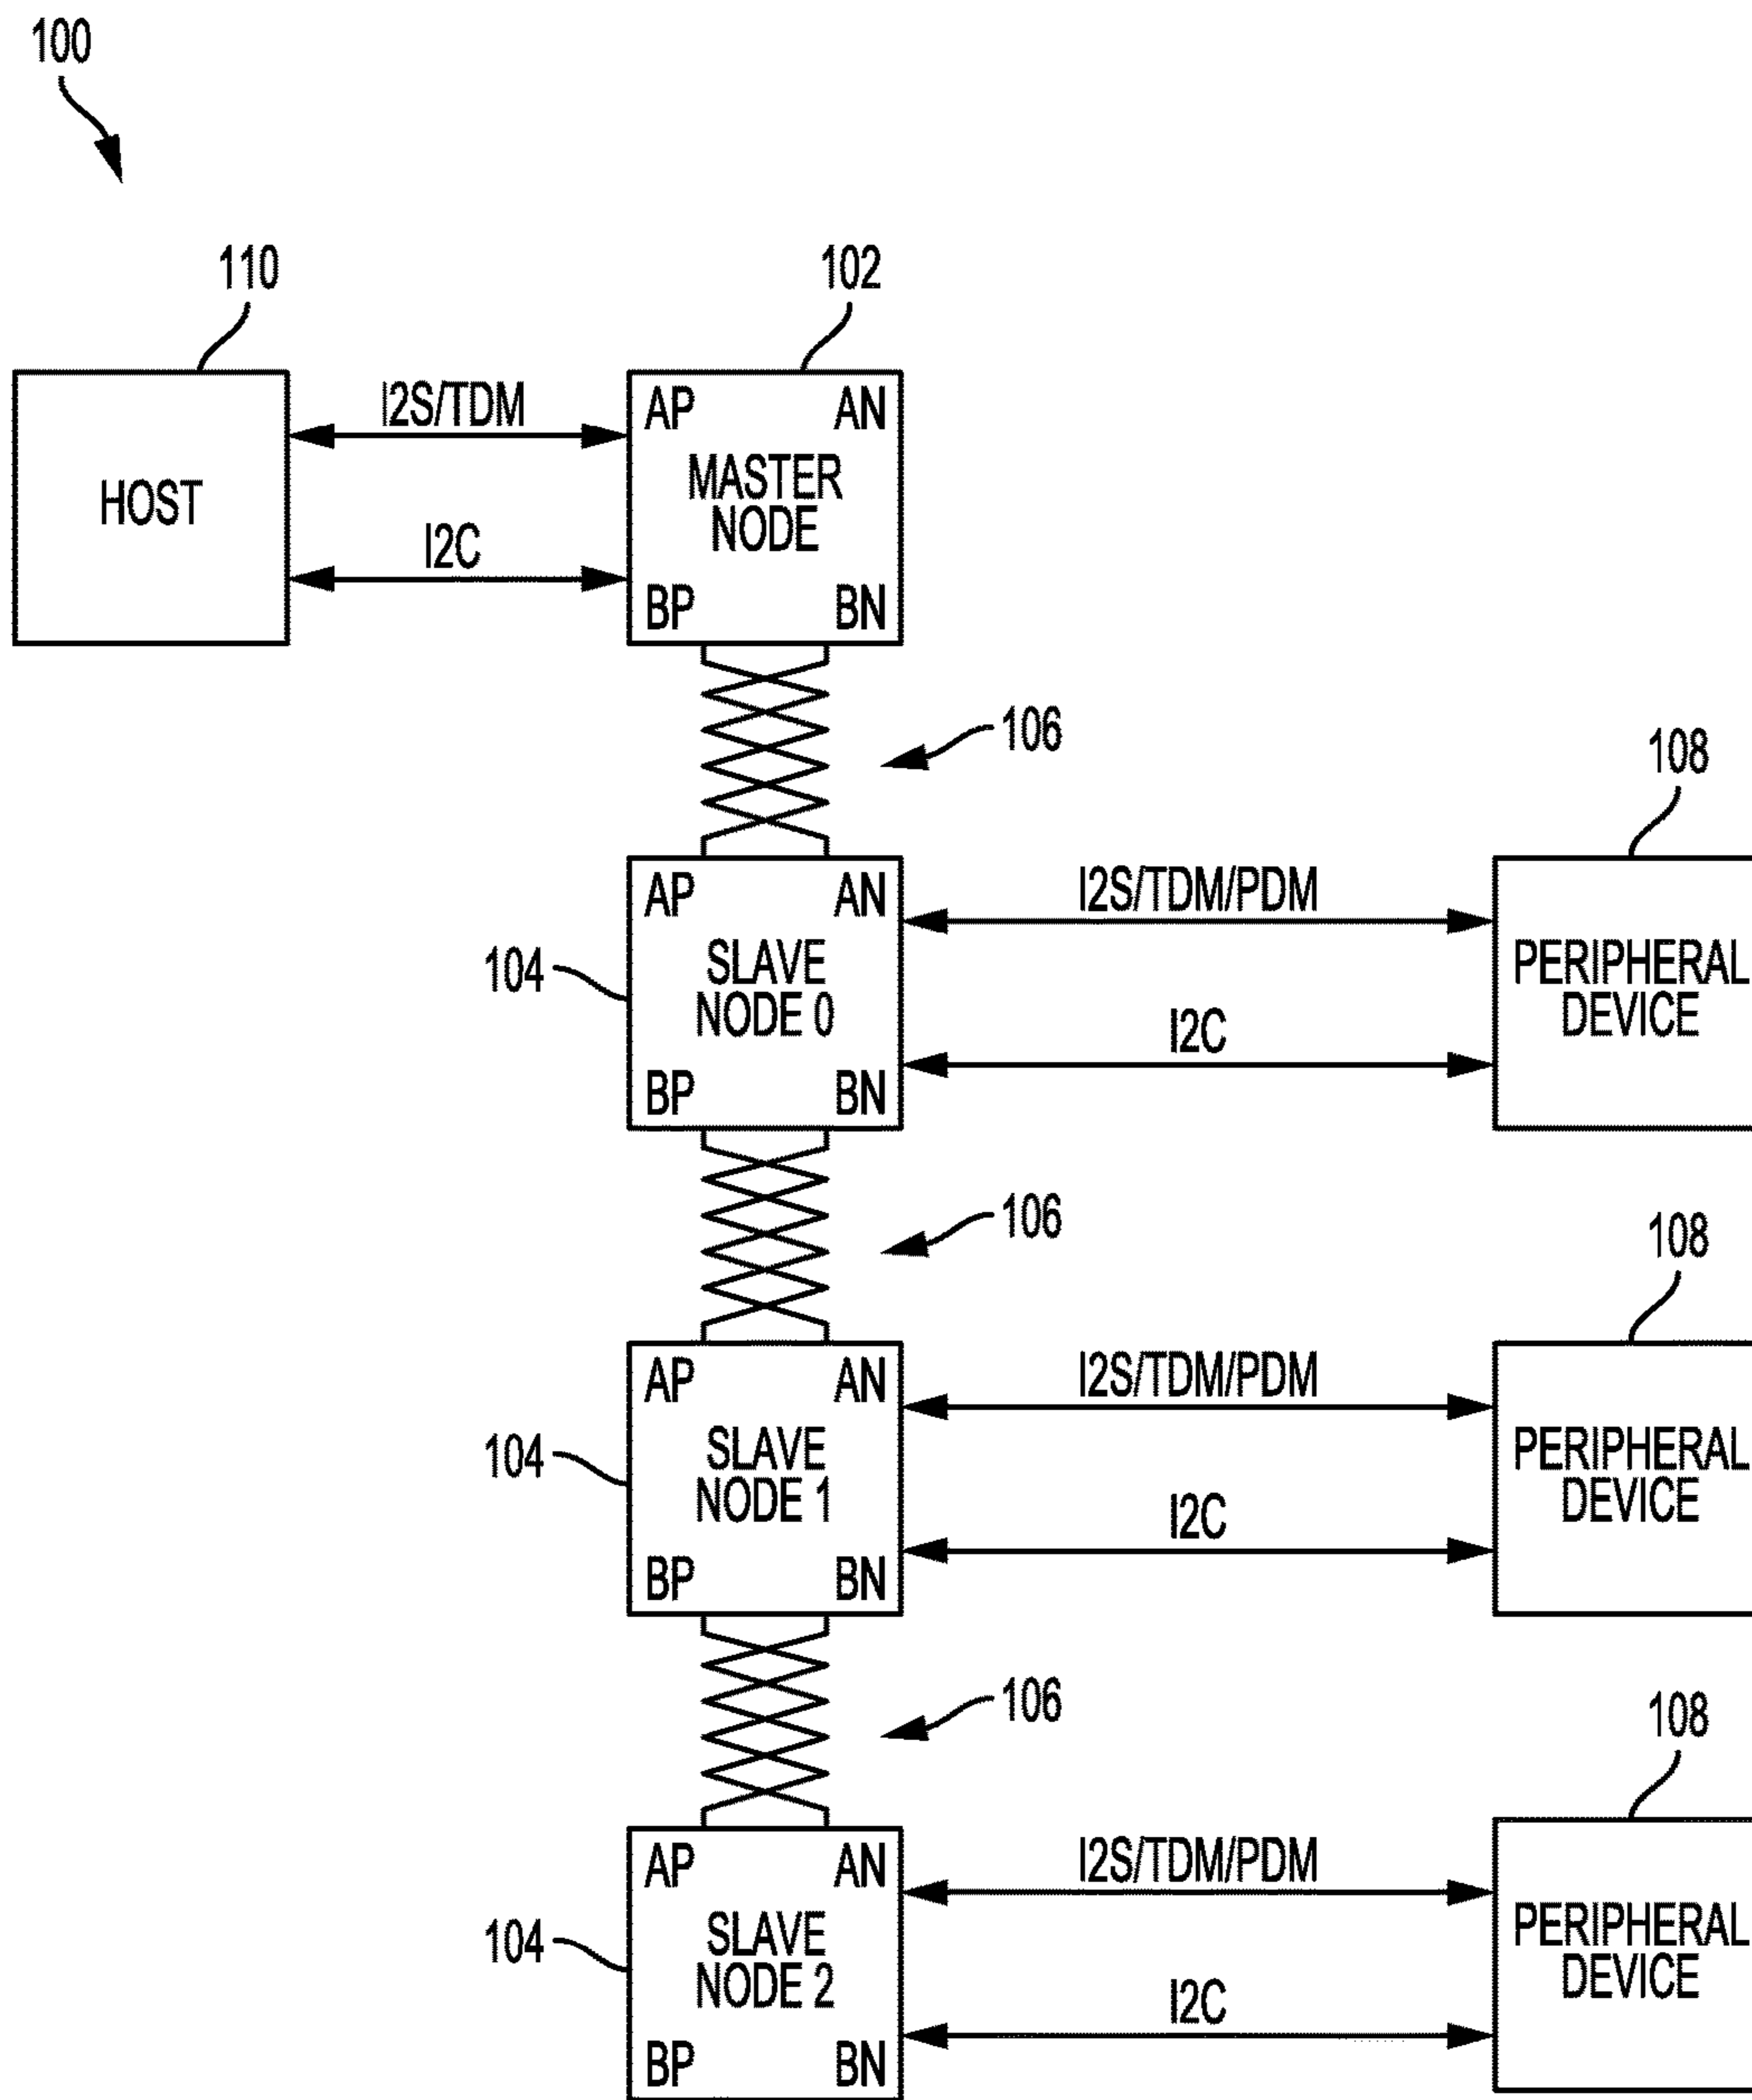 100
110
102
I2S/TDM
AP
AN
HOST
MASTER
NODE
I2C
BP
BN
106
108
AP
AN
I2S/TDM/PDM
104
SLAVE
NODE 0
PERIPHERAL
DEVICE
I2C
BP
BN
106
108
AP
AN
I2S/TDM/PDM
104
SLAVE
NODE 1
PERIPHERAL
DEVICE
I2C
BP
BN
106
108
AP
AN
I2S/TDM/PDM
104
SLAVE
NODE 2
PERIPHERAL
DEVICE
I2C
BP
BN